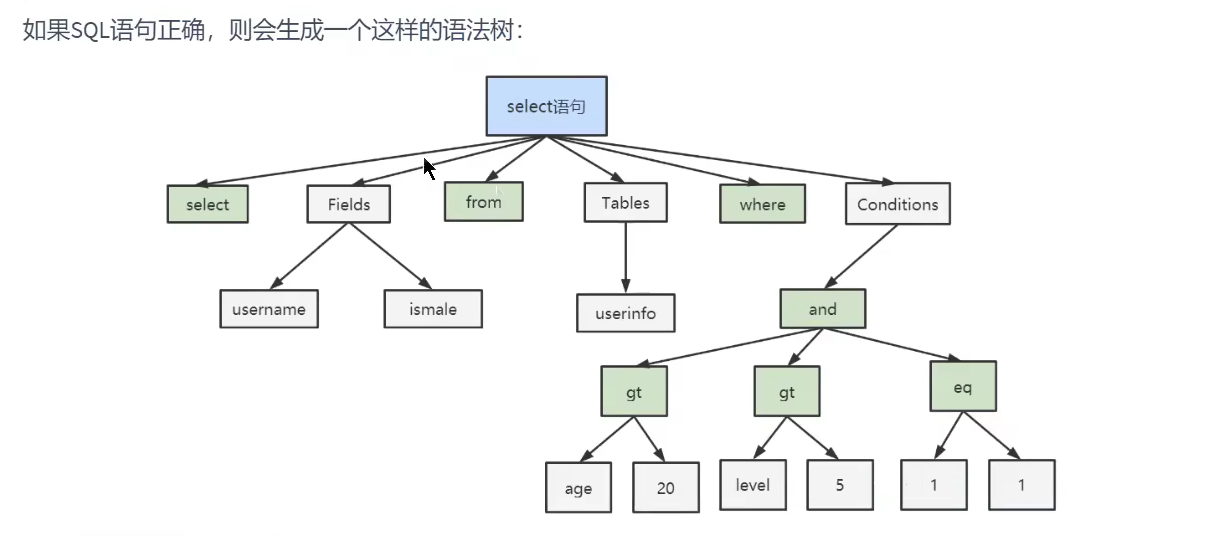 如果SQL语句正确，则会生成一个这样的语法树：
select语句
select
Fields
from
Tables
where
Conditions
username
ismale
userinfo
and
gt
gt
eq
age
20
level
5
1
1